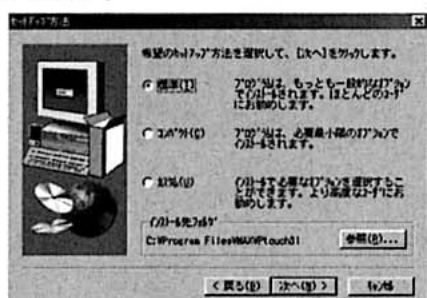 セットアップ方法
希望のｾｯﾄｱｯﾌﾟ方法を選択して、[次へ]をｸﾘｯｸします。
標準(T)
ﾌﾟﾛｸﾞﾗﾑは、もっとも一般的なｵﾌﾟｼｮﾝ
でｲﾝｽﾄｰﾙされます。ほとんどのﾕｰｻﾞｰ
にお勧めします。
ｺﾝﾊﾟｸﾄ(C)
ﾌﾟﾛｸﾞﾗﾑは、必要最小限のｵﾌﾟｼｮﾝで
ｲﾝｽﾄｰﾙされます。
ｶｽﾀﾑ(U)
ｲﾝｽﾄｰﾙで必要なｵﾌﾟｼｮﾝを選択するこ
とができます。より高度なﾕｰｻﾞｰにお
勧めします。
ｲﾝｽﾄｰﾙ先ﾌｫﾙﾀﾞ
参照(R)...
< 戻る(B)
次へ(N) >
ｷｬﾝｾﾙ